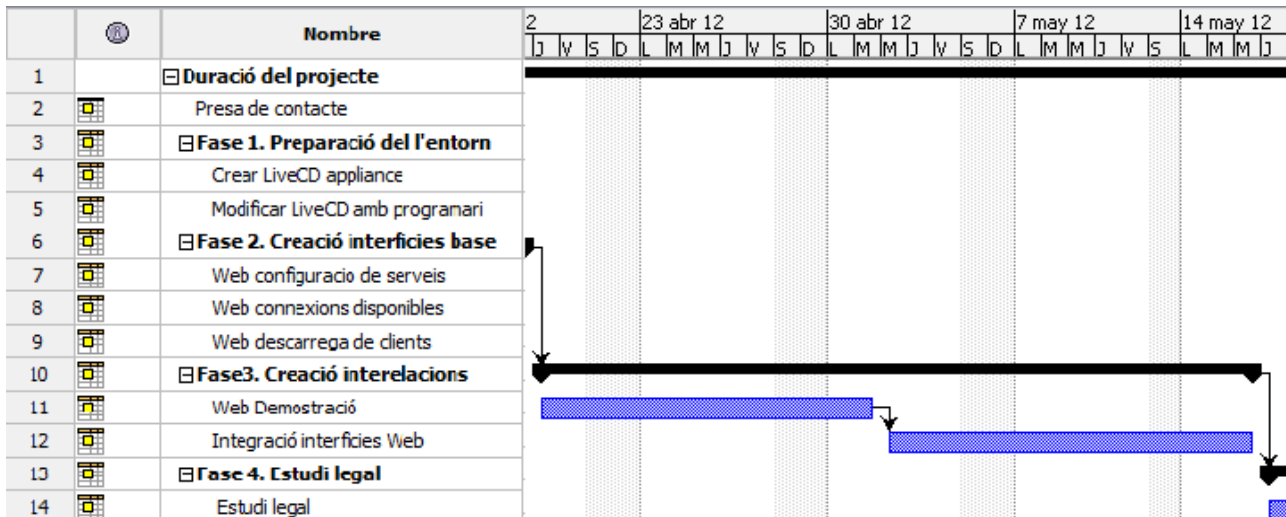 Nombre
2 23 abr 12 30 abr 12 7 may 12 14 may 12
J V S D L M M J V S D L M M J V S D L M M J V S L M M J
1 Duració del projecte
2 Presa de contacte
3 Fase 1. Preparació del l'entorn
4 Crear LiveCD appliance
5 Modificar LiveCD amb programari
6 Fase 2. Creació interficies base
7 Web configuracio de serveis
8 Web connexions disponibles
9 Web descarrega de clients
10 Fase3. Creació interelacions
11 Web Demostració
12 Integració interficies Web
13 Fase 4. Estudi legal
14 Estudi legal